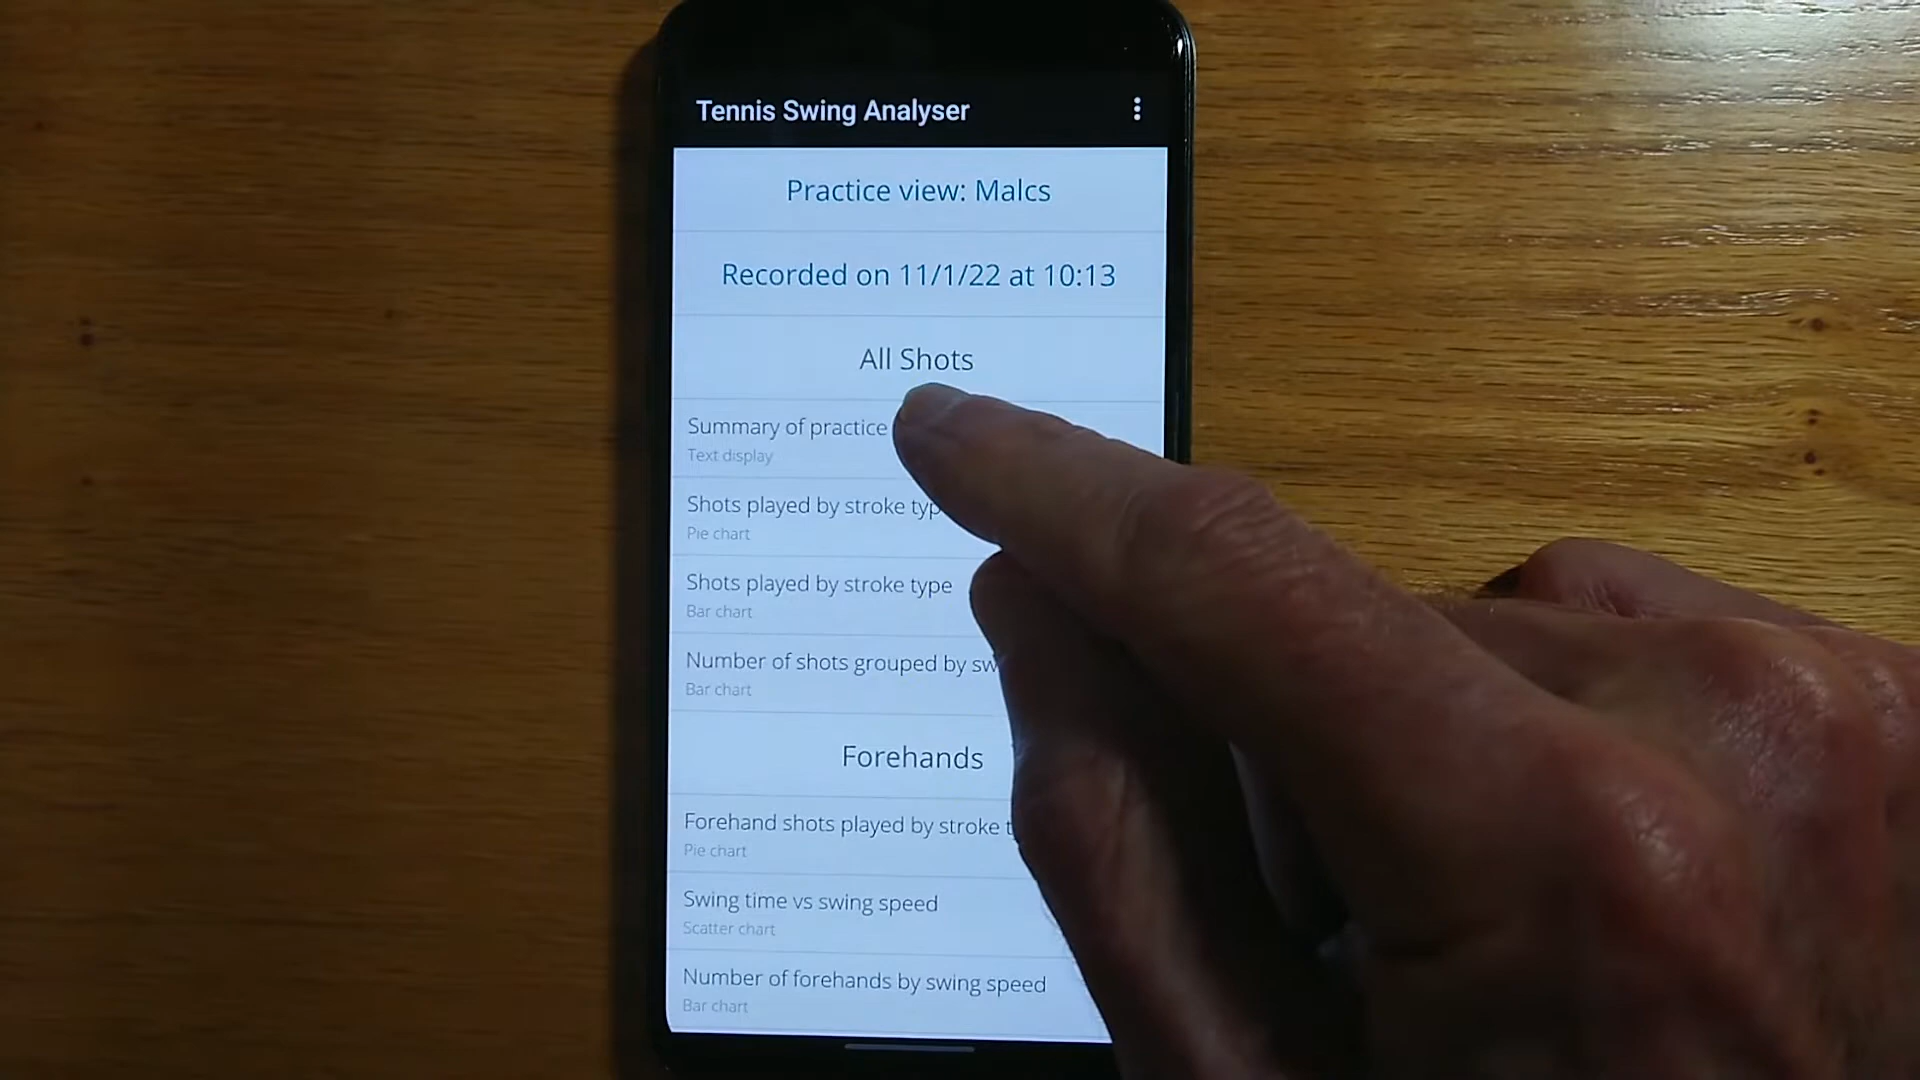 Tennis Swing Analyser
Practice view: Malcs
Recorded on 11/1/22 at 10:13
All Shots
Summary of practice
Text display
Shots played by stroke
Pie chart
Shots played by stroke type
Bar chart
Number of shots grouped by
Bar chart
Forehands
Forehand shots played by stroke
Pie chart
Swing time vs swing speed
Scatter chart
Number of forehands by swing speed
Bar chart